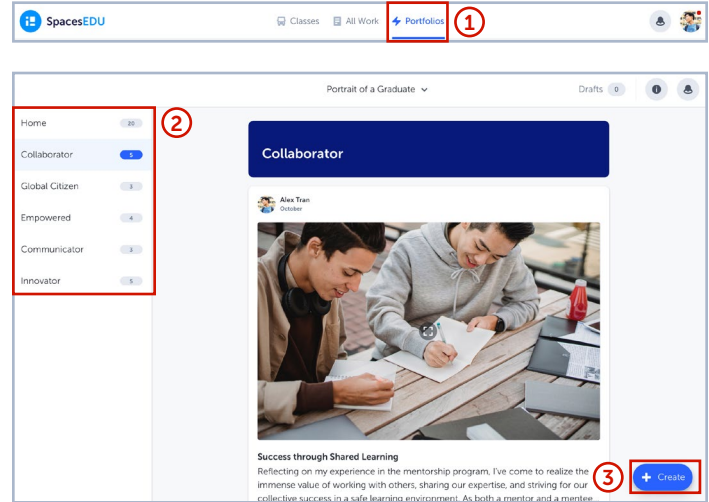 SpacesEDU
Classes
All Work
Portfolios
1
Portrait of a Graduate
Drafts 0
Home 20
2
Collaborator 5
Global Citizen 3
Empowered 4
Communicator 3
Innovator 5
Collaborator
Alex Tran
October
Success through Shared Learning
Reflecting on my experience in the mentorship program, I've come to realize the
immense value of working with others, sharing our expertise, and striving for our
collective success in a safe learning environment. As both a mentor and a mentee
3
+ Create